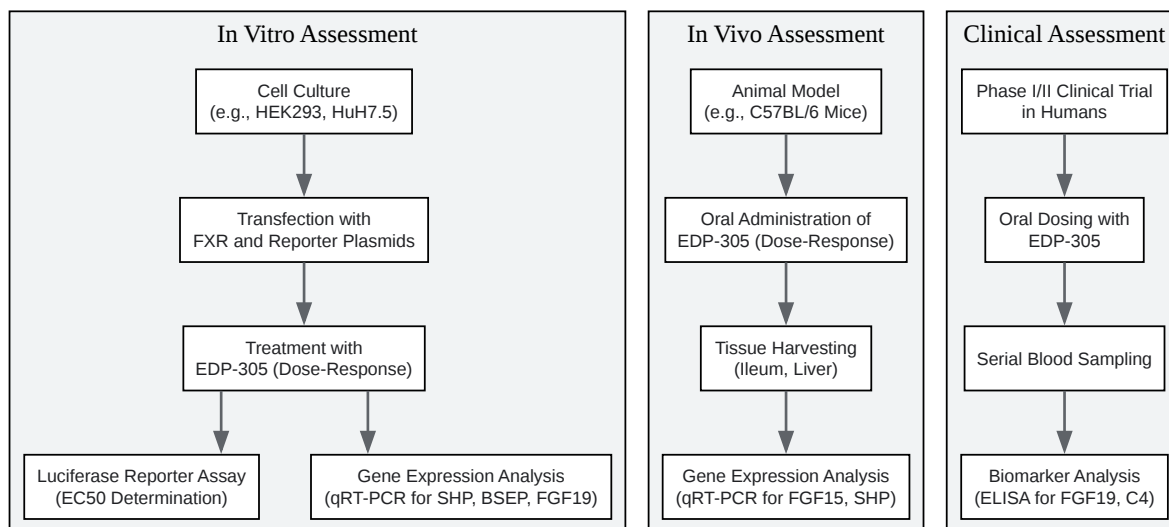 In Vitro Assessment
Cell Culture
(e.g., HEK293, HuH7.5)
Transfection with
FXR and Reporter Plasmids
Treatment with
EDP-305 (Dose-Response)
Luciferase Reporter Assay
(EC50 Determination)
Gene Expression Analysis
(qRT-PCR for SHP, BSEP, FGF19)
In Vivo Assessment
Animal Model
(e.g., C57BL/6 Mice)
Oral Administration of
EDP-305 (Dose-Response)
Tissue Harvesting
(Ileum, Liver)
Gene Expression Analysis
(qRT-PCR for FGF15, SHP)
Clinical Assessment
Phase I/II Clinical Trial
in Humans
Oral Dosing with
EDP-305
Serial Blood Sampling
Biomarker Analysis
(ELISA for FGF19, C4)